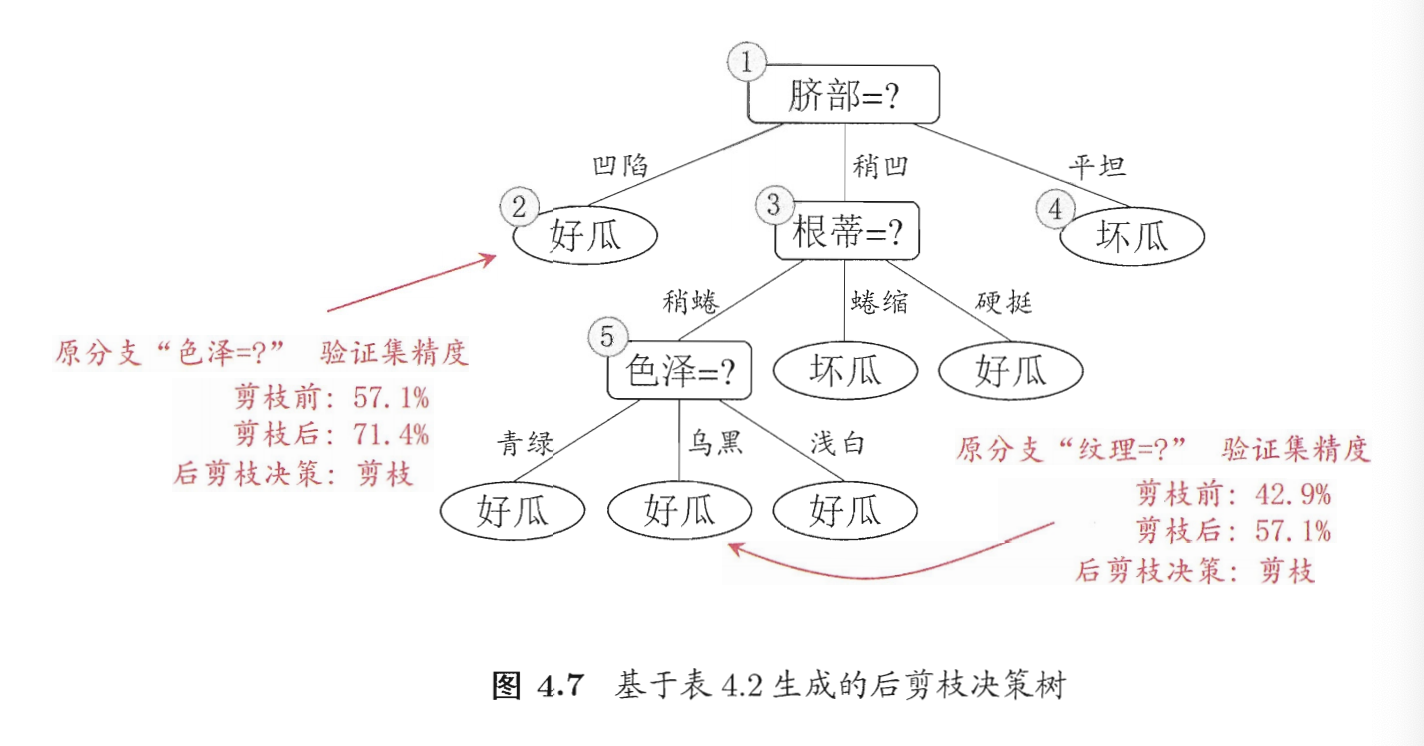 ①
脐部=?
凹陷
稍凹
平坦
②
好瓜
③
根蒂=?
④
坏瓜
稍蜷
蜷缩
硬挺
⑤
色泽=?
坏瓜
好瓜
原分支“色泽=?” 验证集精度
剪枝前: 57.1%
剪枝后: 71.4%
后剪枝决策: 剪枝
青绿
乌黑
浅白
好瓜
好瓜
好瓜
原分支“纹理=?” 验证集精度
剪枝前: 42.9%
剪枝后: 57.1%
后剪枝决策: 剪枝
图 4.7 基于表 4.2 生成的后剪枝决策树